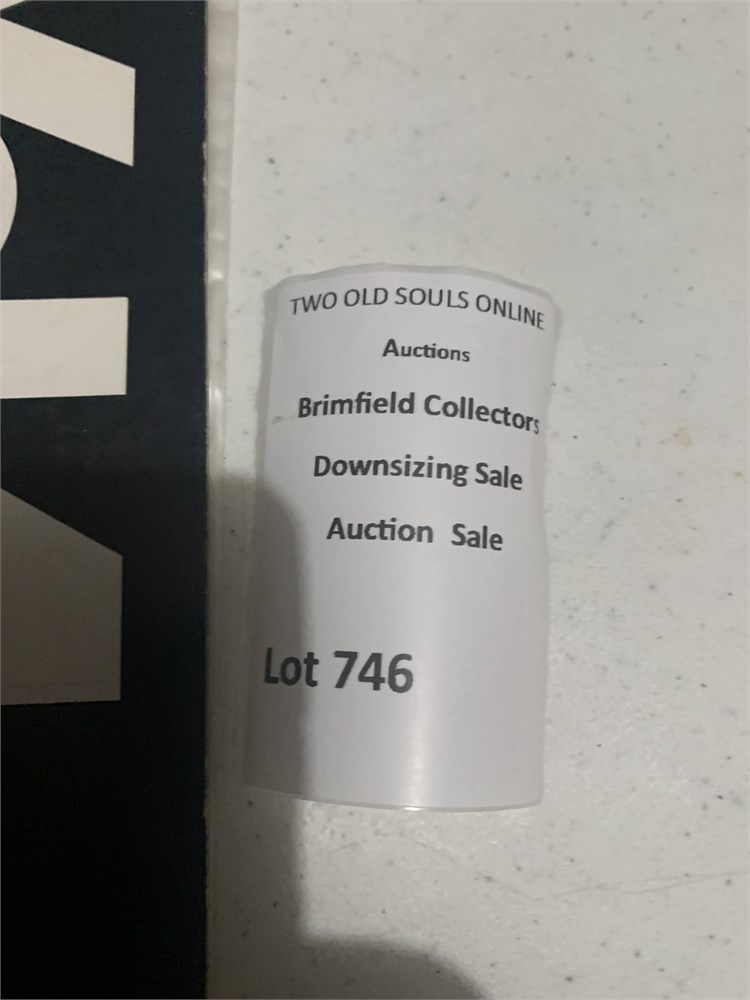 TWO OLD SOULS ONLINE
Auctions
Brimfield Collectors
Downsizing Sale
Auction Sale
Lot 746